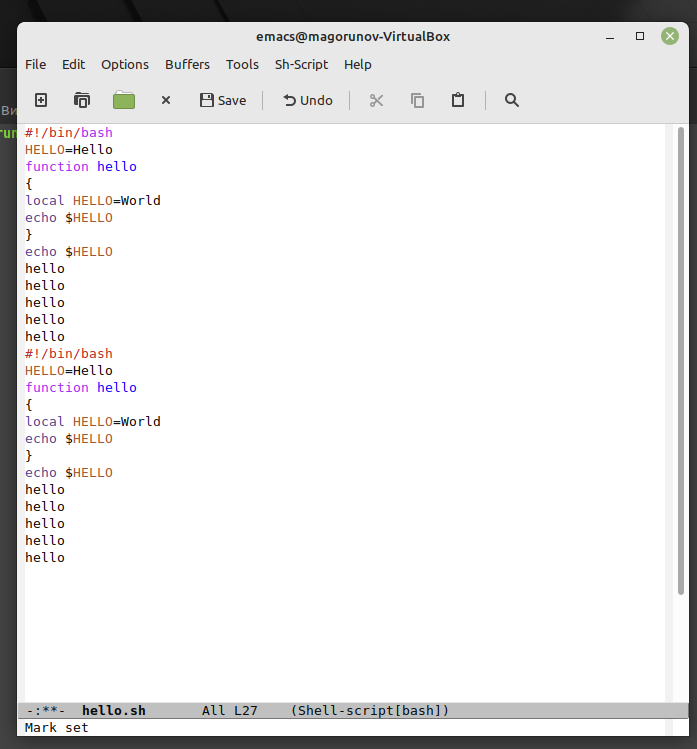 emacs@magorunov-VirtualBox
File Edit Options Buffers Tools Sh-Script Help
Save Undo
Ви
run
#!/bin/bash
HELLO=Hello
function hello
{
local HELLO=World
echo $HELLO
}
echo $HELLO
hello
hello
hello
hello
hello
#!/bin/bash
HELLO=Hello
function hello
{
local HELLO=World
echo $HELLO
}
echo $HELLO
hello
hello
hello
hello
hello
-:**- hello.sh All L27 (Shell-script[bash])
Mark set